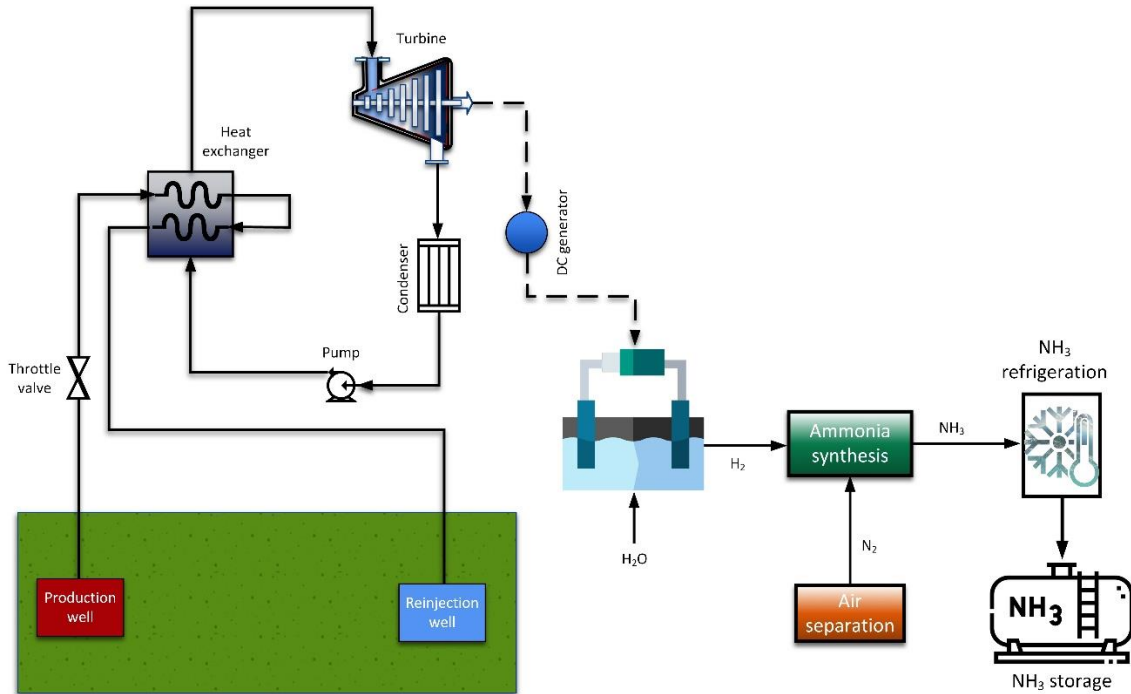 Turbine
Heat
exchanger
DC generator
Condenser
Pump
Throttle
valve
NH₃
refrigeration
Ammonia
synthesis
NH₃
H₂
H₂O
N₂
Production
well
Reinjection
well
Air
separation
NH₃
NH₃ storage